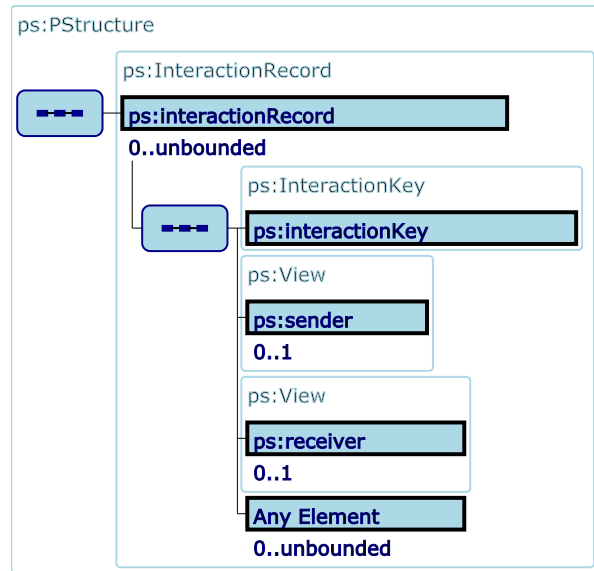 ps:PStructure
ps:InteractionRecord
ps:interactionRecord
0..unbounded
ps:InteractionKey
ps:interactionKey
ps:View
ps:sender
0..1
ps:View
ps:receiver
0..1
Any Element
0..unbounded